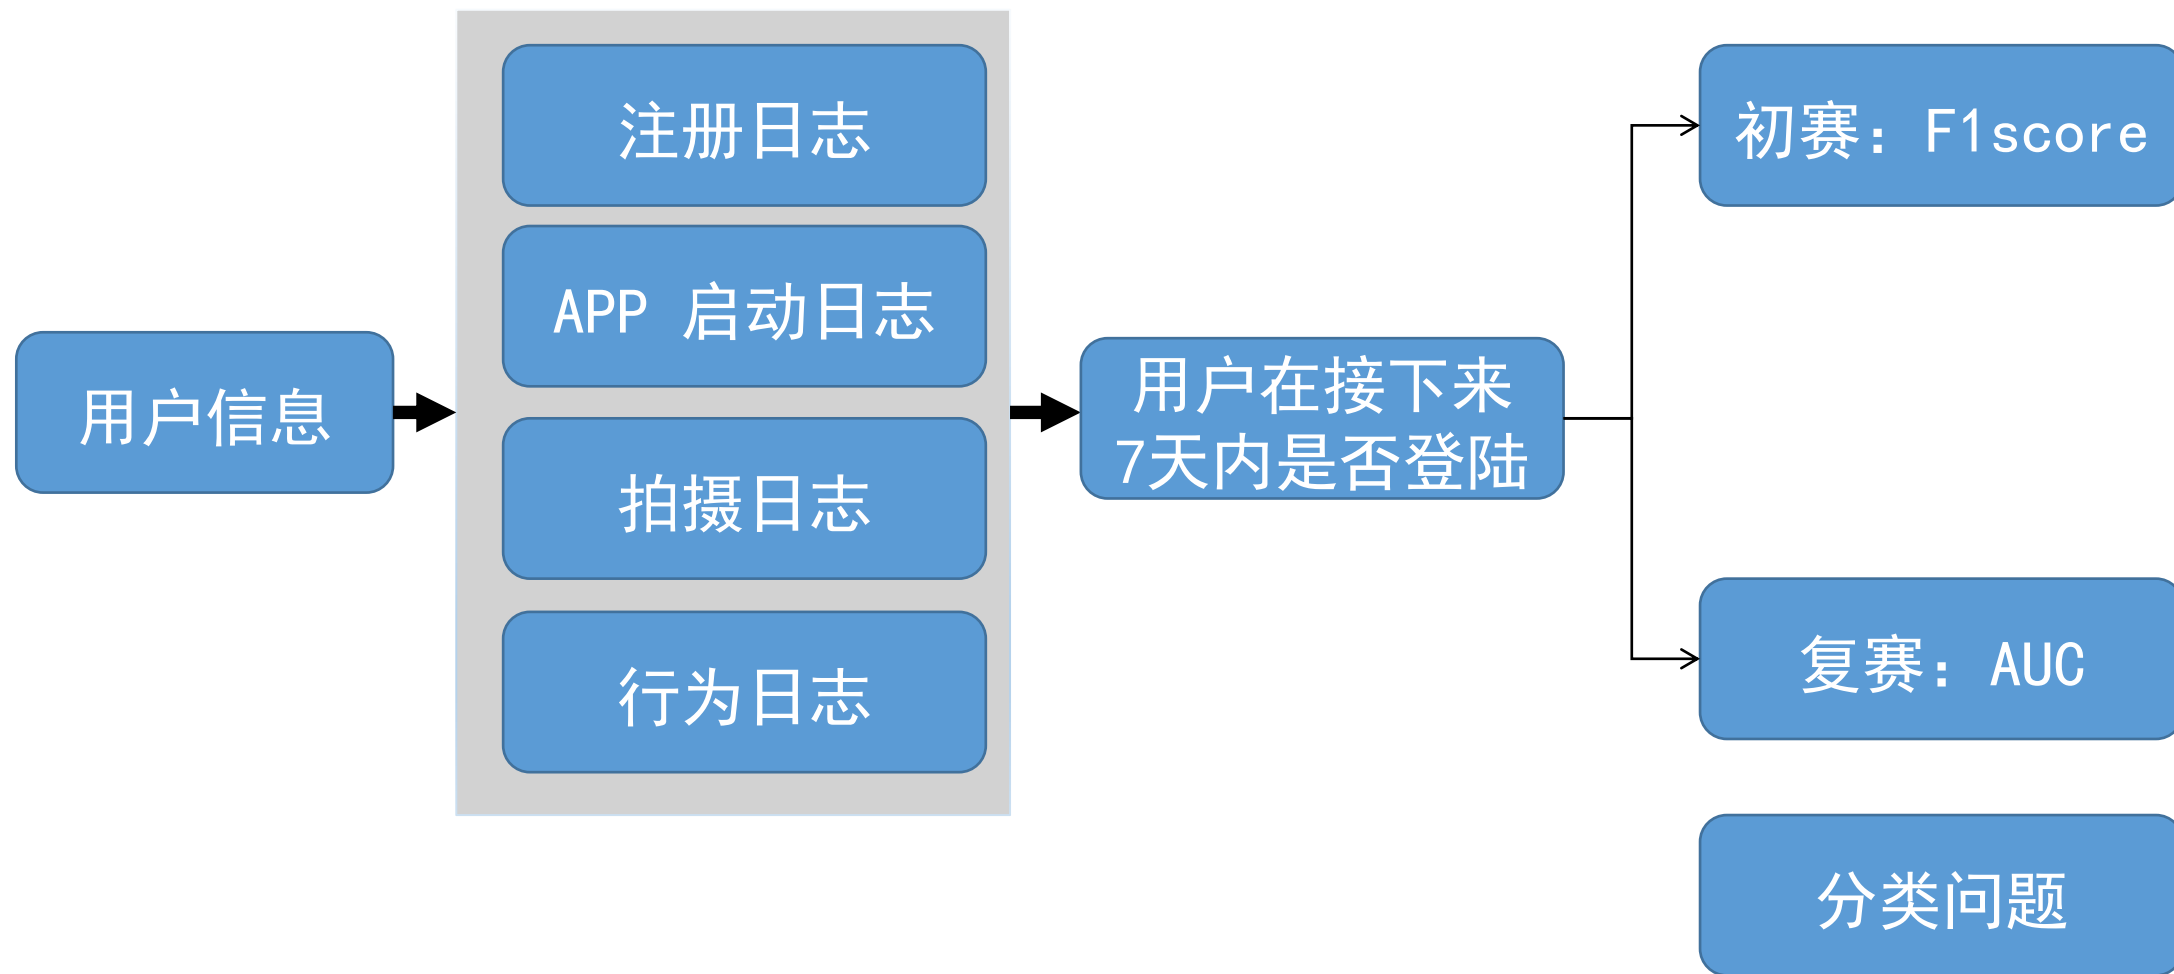 用户信息
注册日志
APP 启动日志
拍摄日志
行为日志
用户在接下来
7天内是否登陆
初赛：F1score
复赛：AUC
分类问题